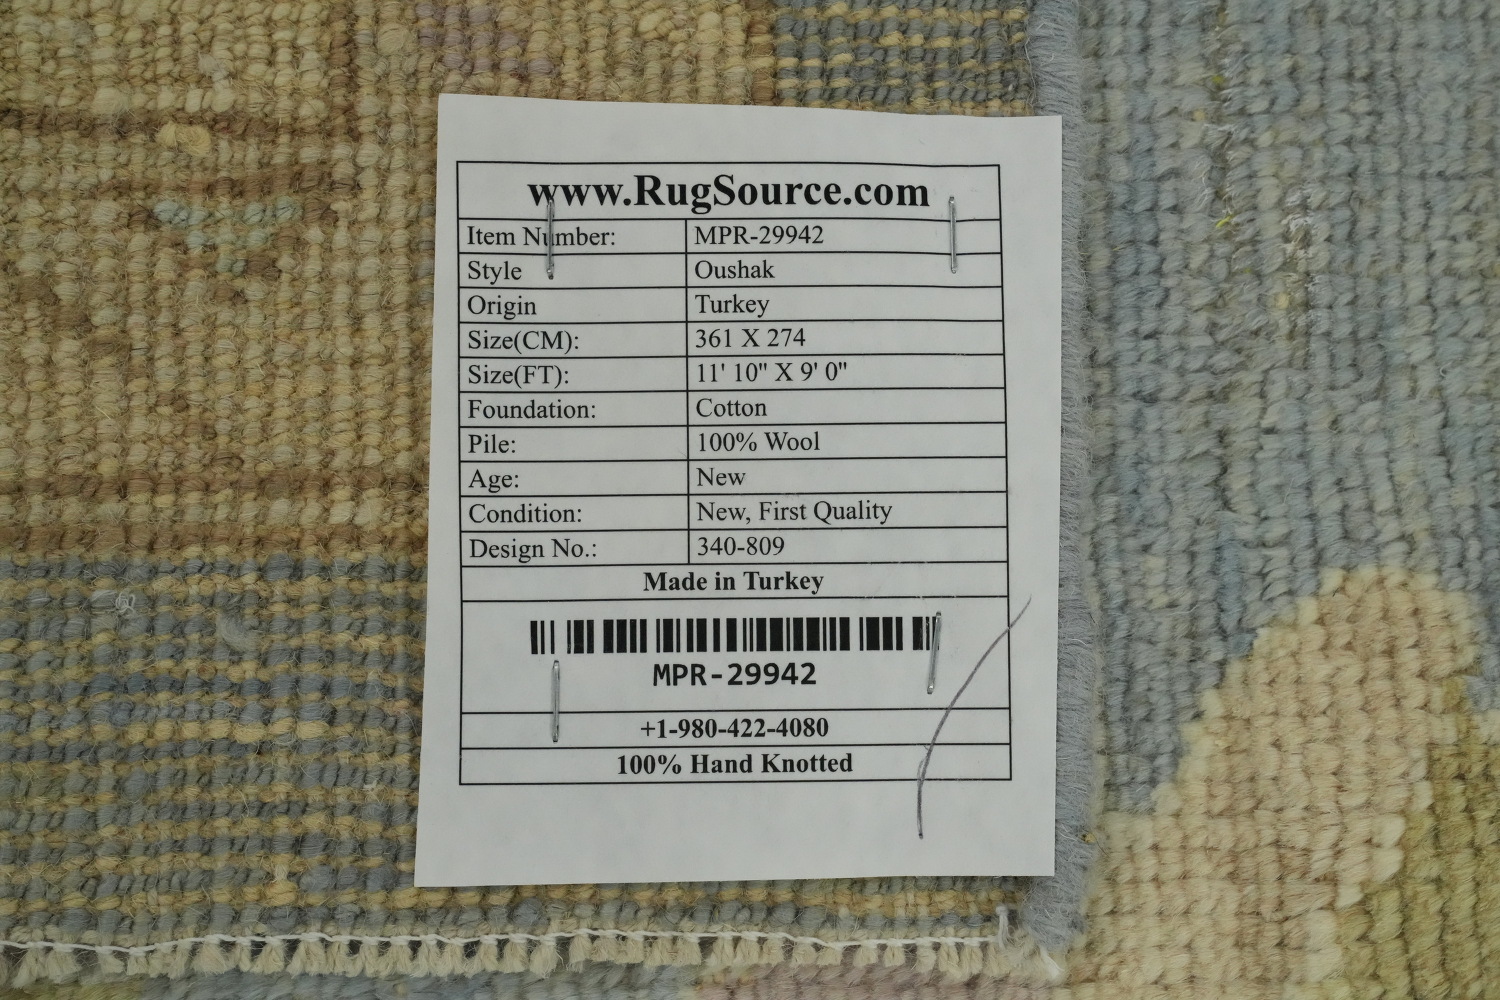 www.RugSource.com
Item Number: MPR-29942
Style Oushak
Origin Turkey
Size(CM): 361 X 274
Size(FT): 11' 10" X 9' 0"
Foundation: Cotton
Pile: 100% Wool
Age: New
Condition: New, First Quality
Design No.: 340-809
Made in Turkey
MPR-29942
+1-980-422-4080
100% Hand Knotted